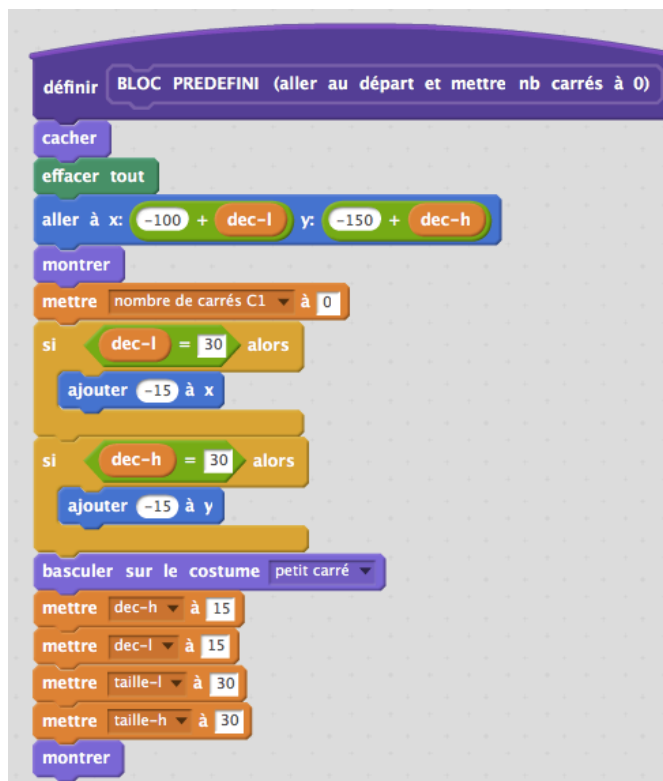 définir BLOC PREDEFINI (aller au départ et mettre nb carrés à 0)
cacher
effacer tout
aller à x: -100 + dec-l y: -150 + dec-h
montrer
mettre nombre de carrés C1 à 0
si dec-l = 30 alors
ajouter -15 à x
si dec-h = 30 alors
ajouter -15 à y
basculer sur le costume petit carré
mettre dec-h à 15
mettre dec-l à 15
mettre taille-l à 30
mettre taille-h à 30
montrer